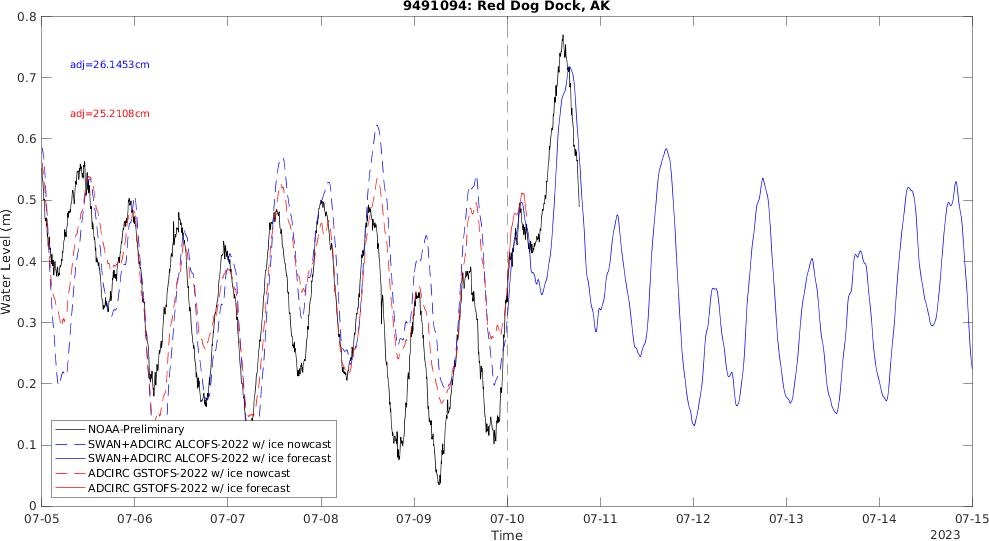 9491094: Red Dog Dock, AK
0.8
0.7
0.6
0.5
0.4
0.3
0.2
0.1
0
Water Level (m)
adj=26.1453cm
adj=25.2108cm
NOAA-Preliminary
SWAN+ADCIRC ALCOFS-2022 w/ ice nowcast
SWAN+ADCIRC ALCOFS-2022 w/ ice forecast
ADCIRC GSTOFS-2022 w/ ice nowcast
ADCIRC GSTOFS-2022 w/ ice forecast
07-05 07-06 07-07 07-08 07-09 07-10 07-11 07-12 07-13 07-14 07-15
Time
2023